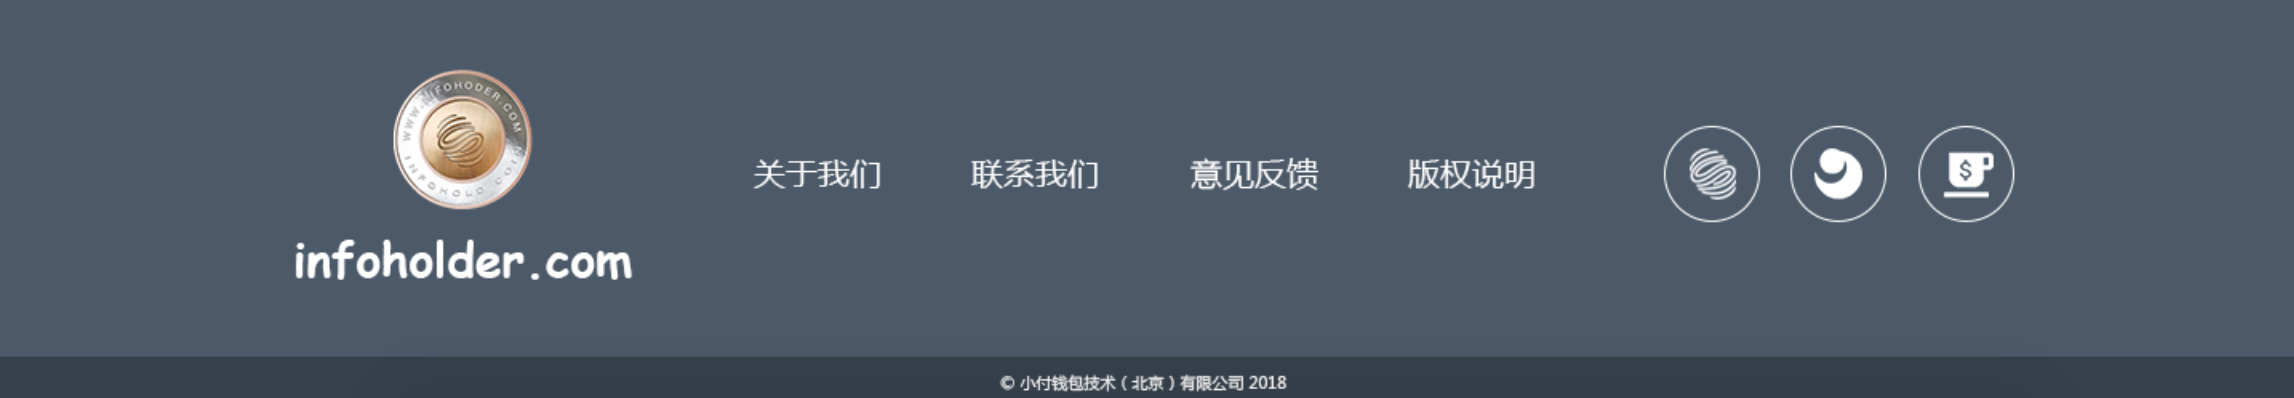 WWW.INFOHODER.COM
INFOHOLD COIN
infoholder.com
关于我们
联系我们
意见反馈
版权说明
$
© 小付钱包技术（北京）有限公司 2018